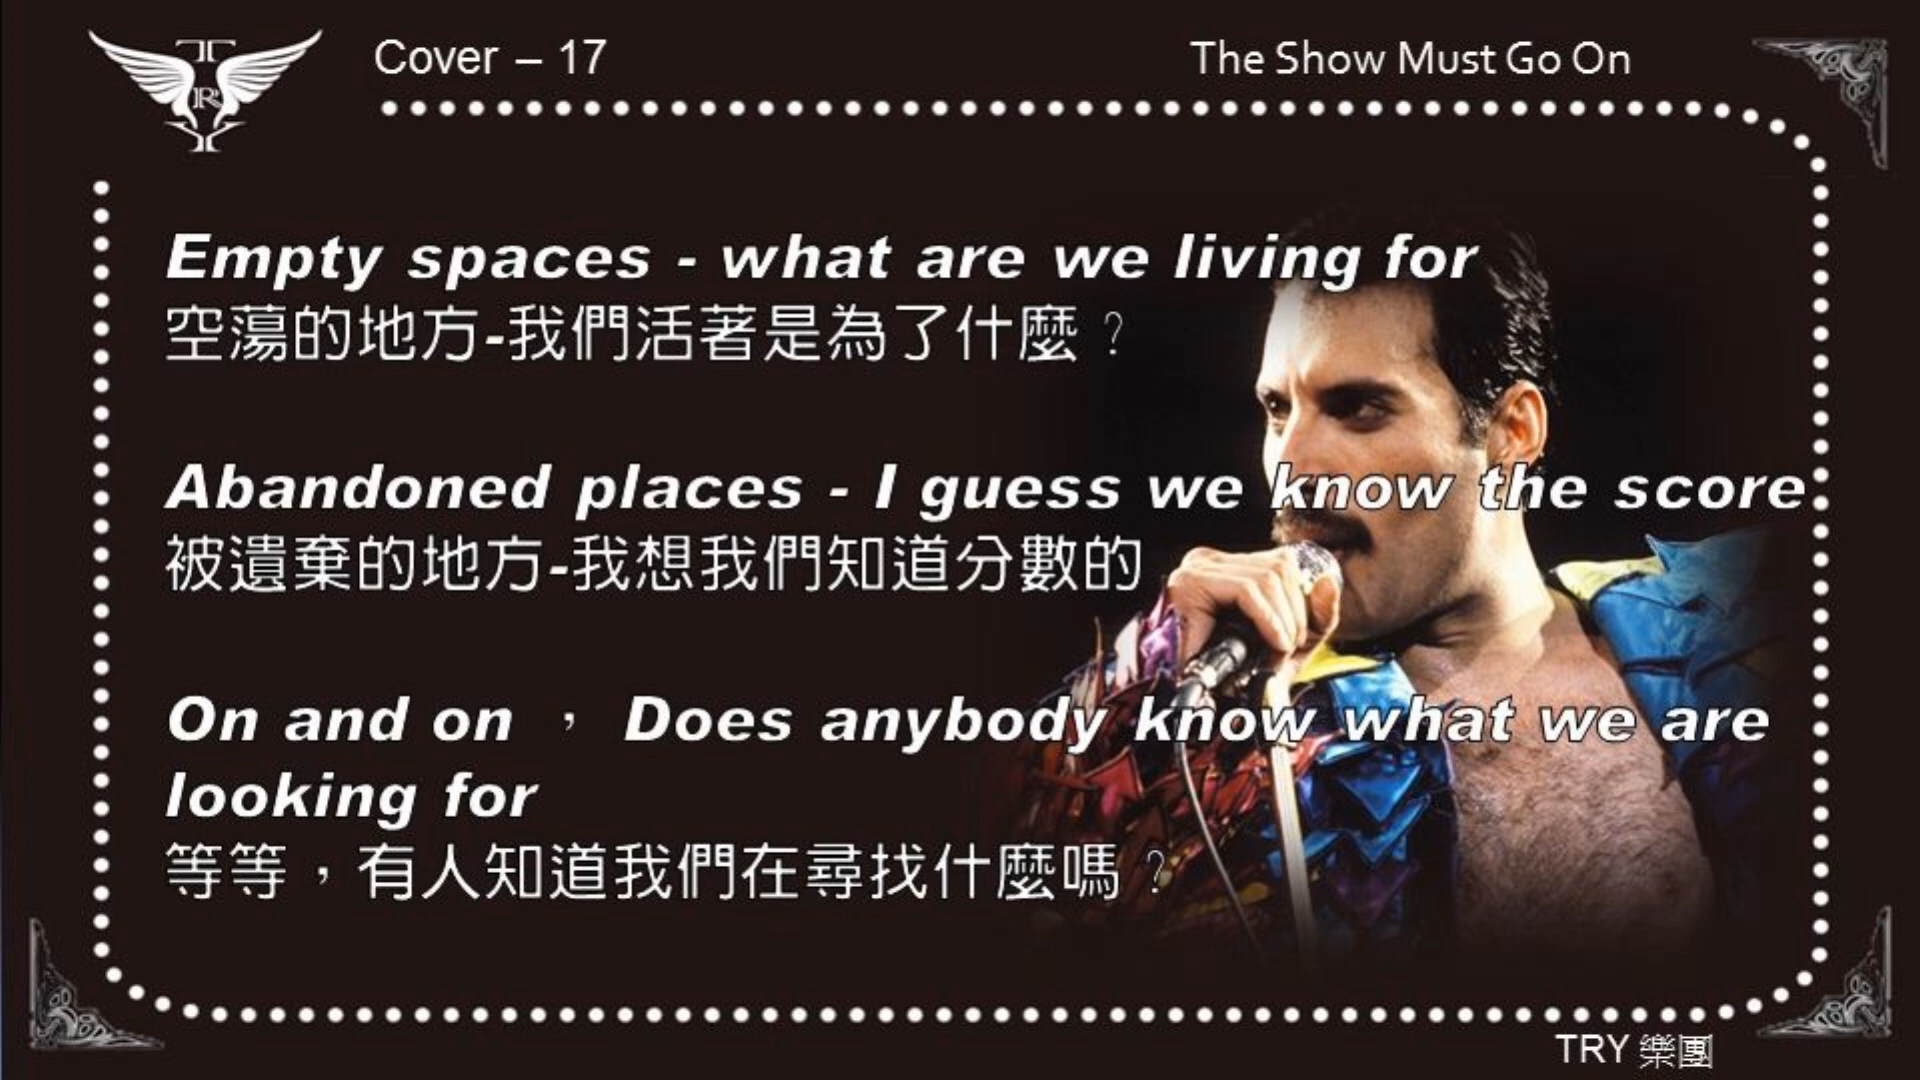 Cover – 17
The Show Must Go On
Empty spaces - what are we living for
空蕩的地方-我們活著是為了什麼？
Abandoned places - I guess we know the score
被遺棄的地方-我想我們知道分數的
On and on ， Does anybody know what we are
looking for
等等，有人知道我們在尋找什麼嗎？
TRY 樂團